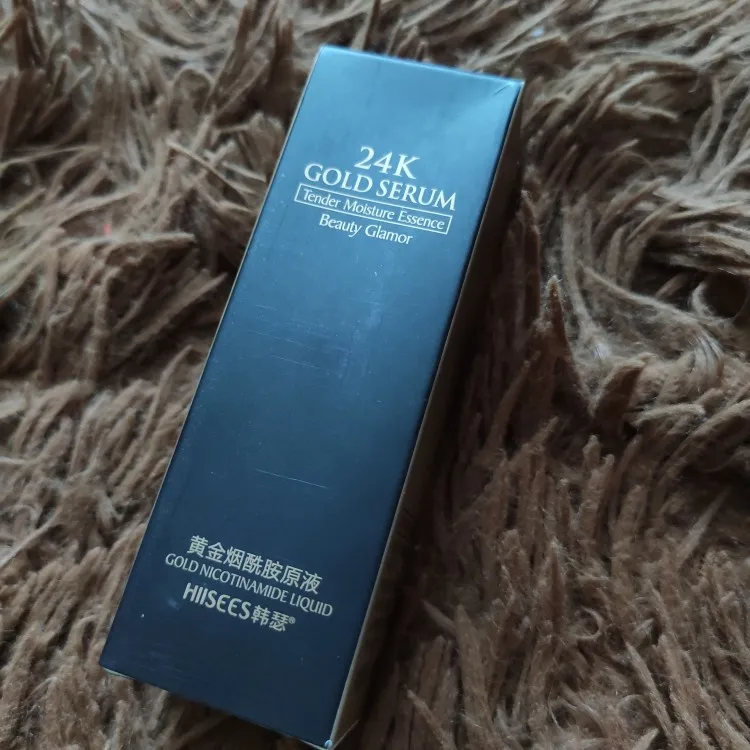 24K
GOLD SERUM
Tender Moisture Essence
Beauty Glamor
黄金烟酰胺原液
GOLD NICOTINAMIDE LIQUID
HIISEES韩瑟®